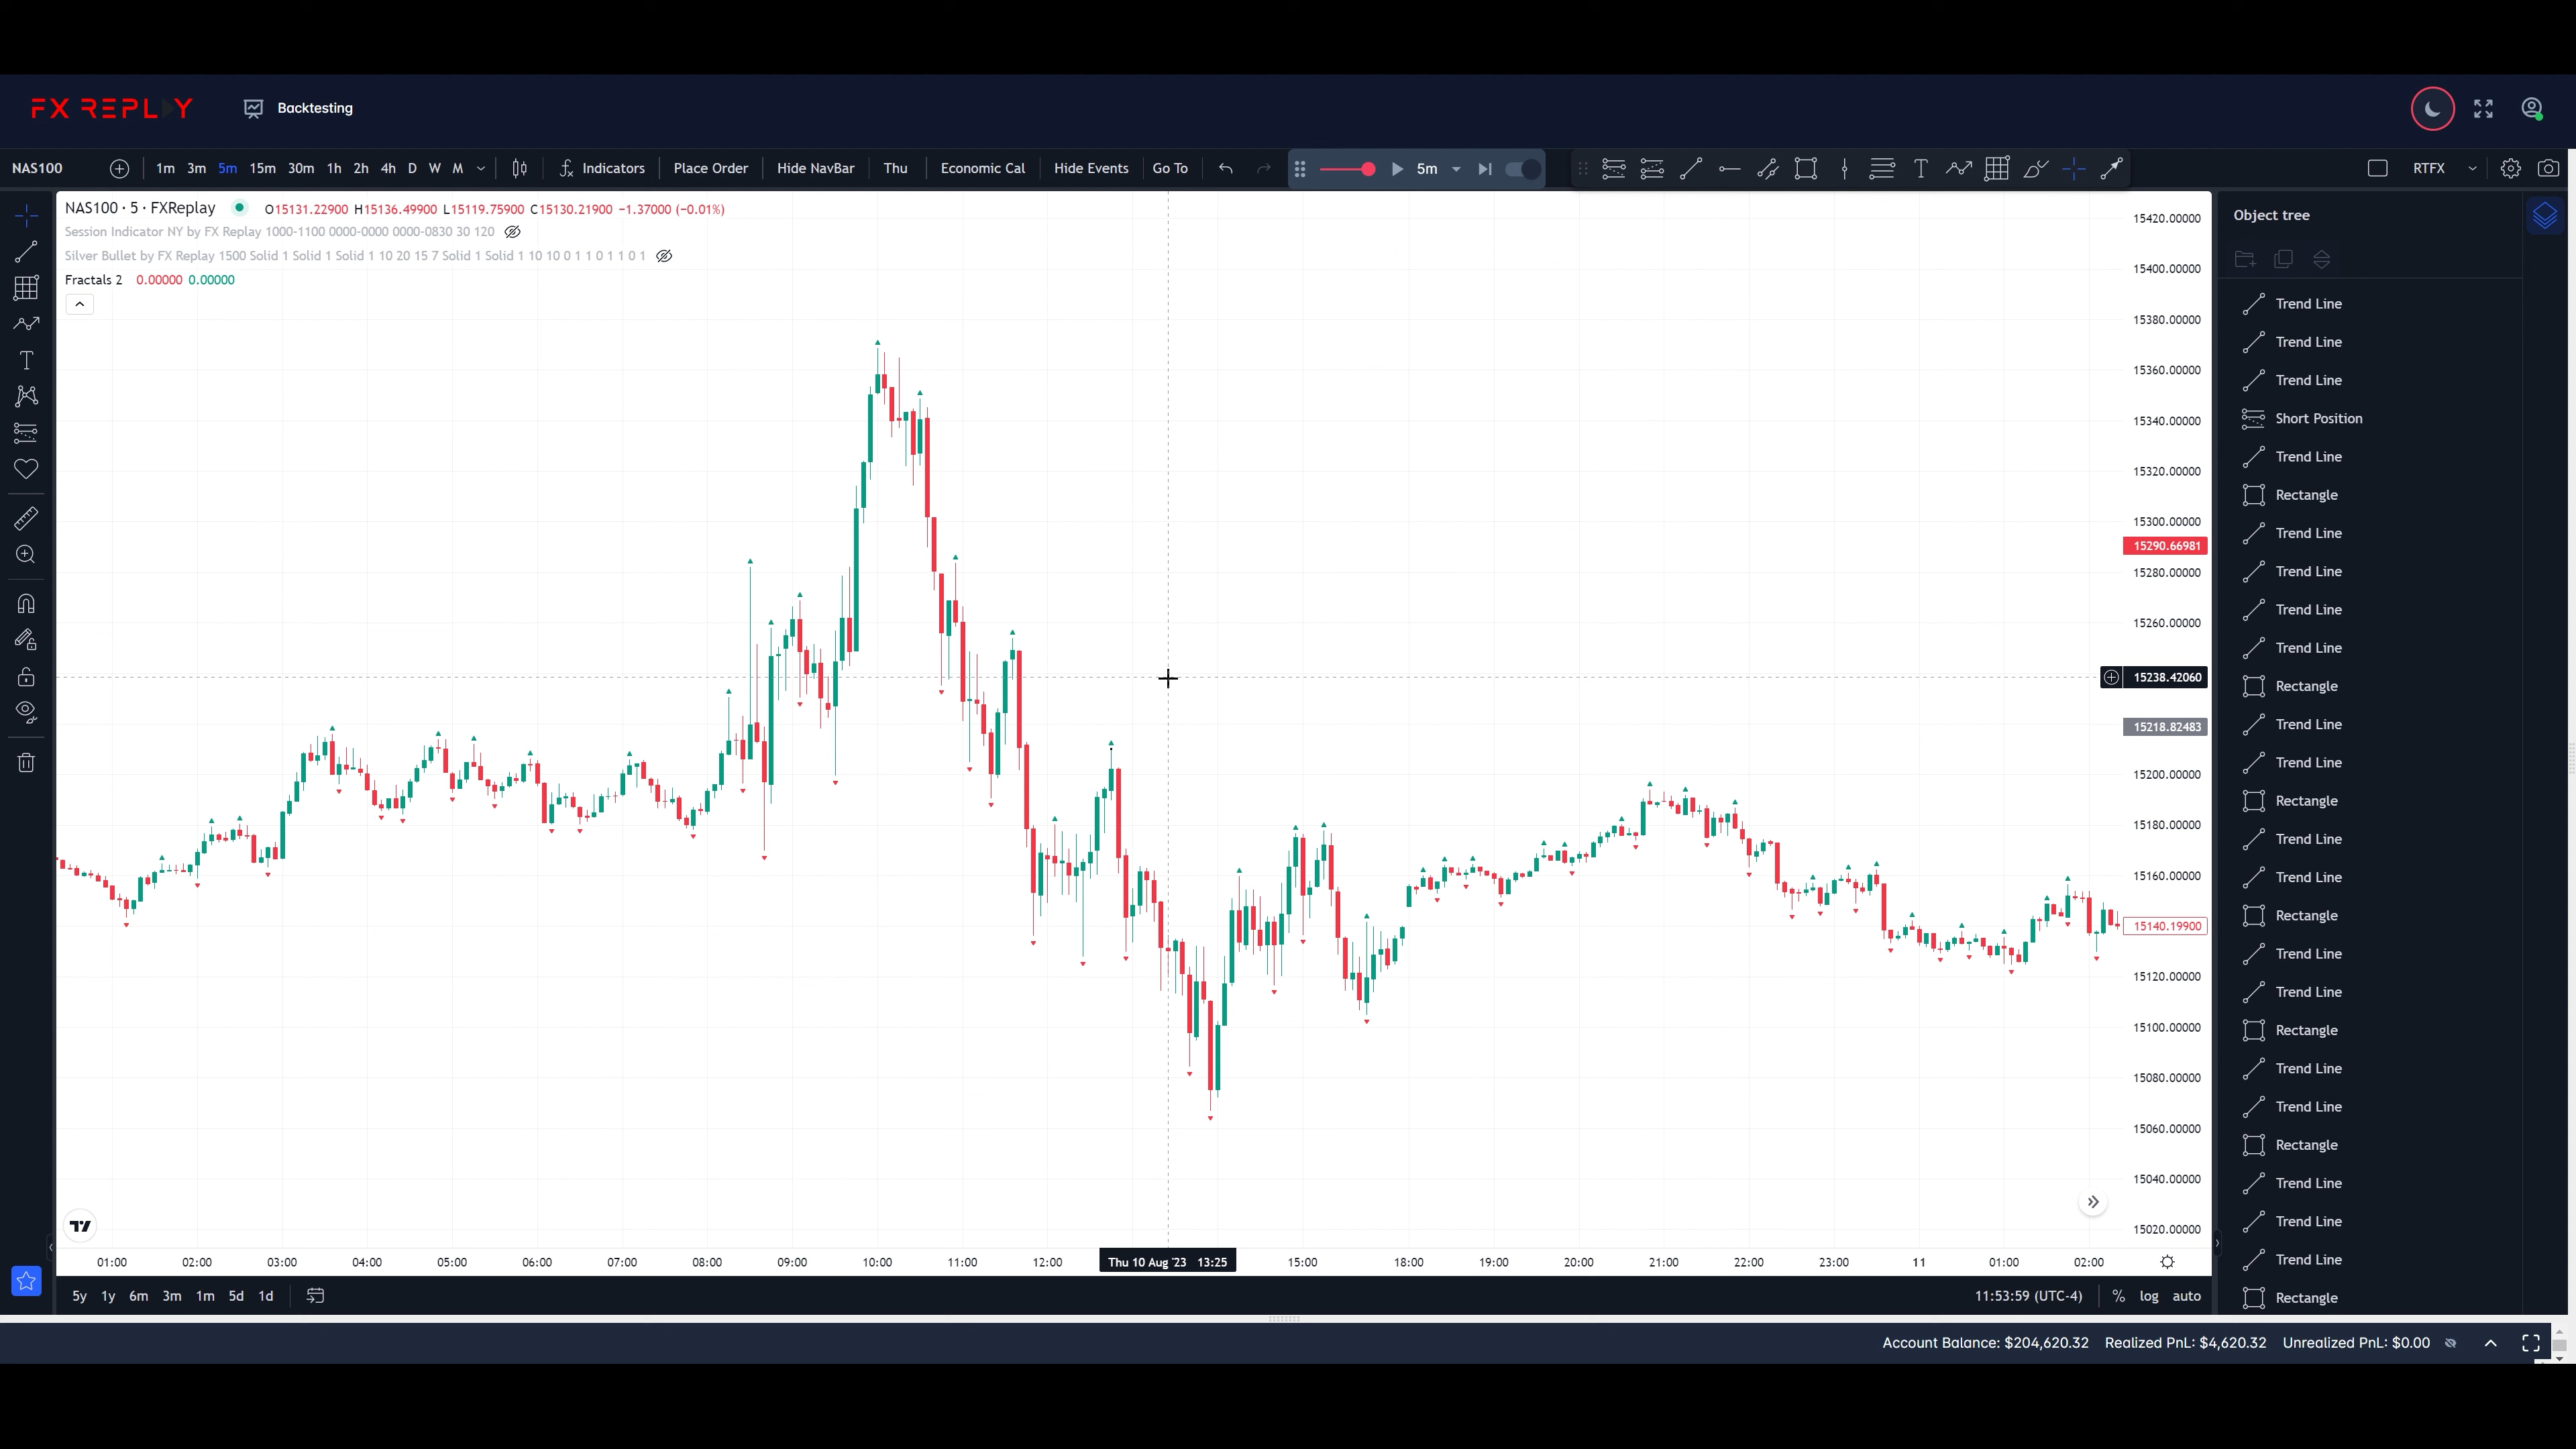 FX REPLAY
Backtesting
NAS100 1m 3m 5m 15m 30m 1h 2h 4h D W M Indicators Place Order Hide NavBar Thu Economic Cal Hide Events Go To 5m RTFX
NAS100 · 5 · FXReplay O15131.22900 H15136.49900 L15119.75900 C15130.21900 −1.37000 (−0.01%)
Session Indicator NY by FX Replay 1000-1100 0000-0000 0000-0830 30 120
Silver Bullet by FX Replay 1500 Solid 1 Solid 1 Solid 1 10 20 15 7 Solid 1 Solid 1 10 10 0 1 1 0 1 1 0 1
Fractals 2 0.00000 0.00000
15420.00000
15400.00000
15380.00000
15360.00000
15340.00000
15320.00000
15300.00000
15290.66981
15280.00000
15260.00000
15238.42060
15218.82483
15200.00000
15180.00000
15160.00000
15140.19900
15120.00000
15100.00000
15080.00000
15060.00000
15040.00000
15020.00000
01:00 02:00 03:00 04:00 05:00 06:00 07:00 08:00 09:00 10:00 11:00 12:00 Thu 10 Aug '23 13:25 15:00 18:00 19:00 20:00 21:00 22:00 23:00 11 01:00 02:00
5y 1y 6m 3m 1m 5d 1d 11:53:59 (UTC-4) % log auto
Object tree
Trend Line
Trend Line
Trend Line
Short Position
Trend Line
Rectangle
Trend Line
Trend Line
Trend Line
Trend Line
Rectangle
Trend Line
Trend Line
Rectangle
Trend Line
Trend Line
Rectangle
Trend Line
Trend Line
Rectangle
Trend Line
Trend Line
Rectangle
Trend Line
Trend Line
Trend Line
Rectangle
Account Balance: $204,620.32 Realized PnL: $4,620.32 Unrealized PnL: $0.00